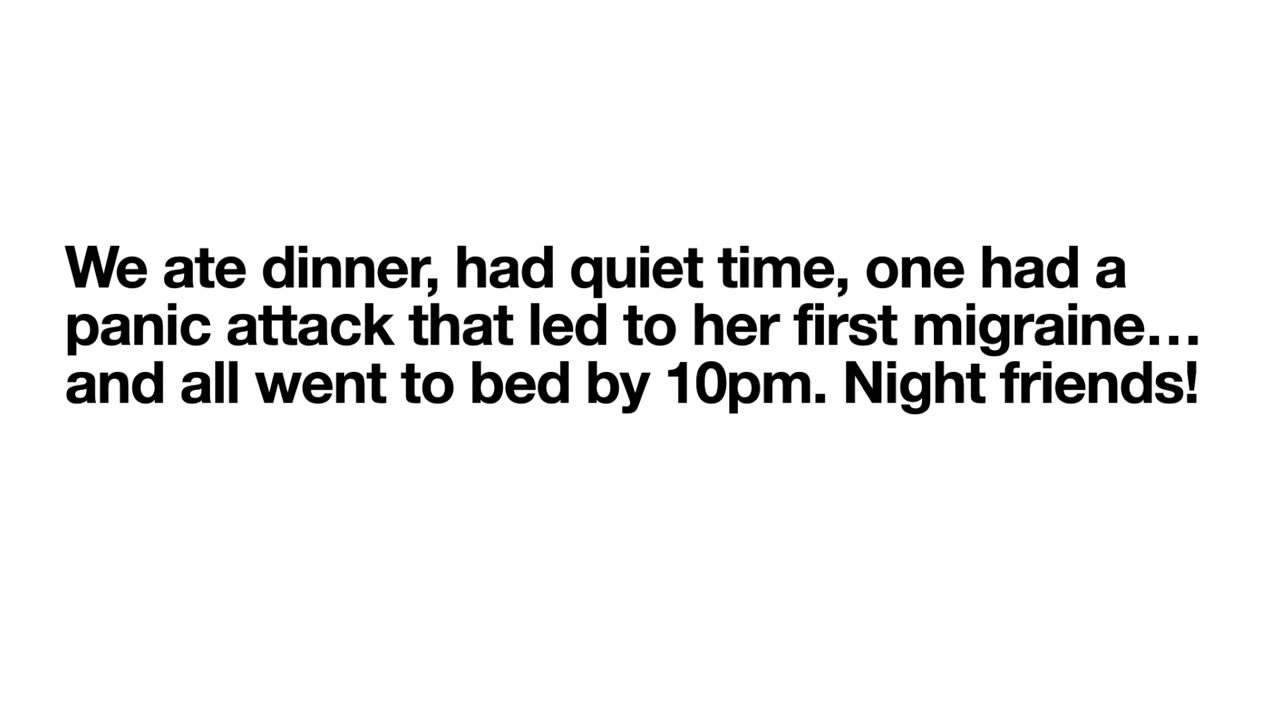 We ate dinner, had quiet time, one had a
panic attack that led to her first migraine…
and all went to bed by 10pm. Night friends!